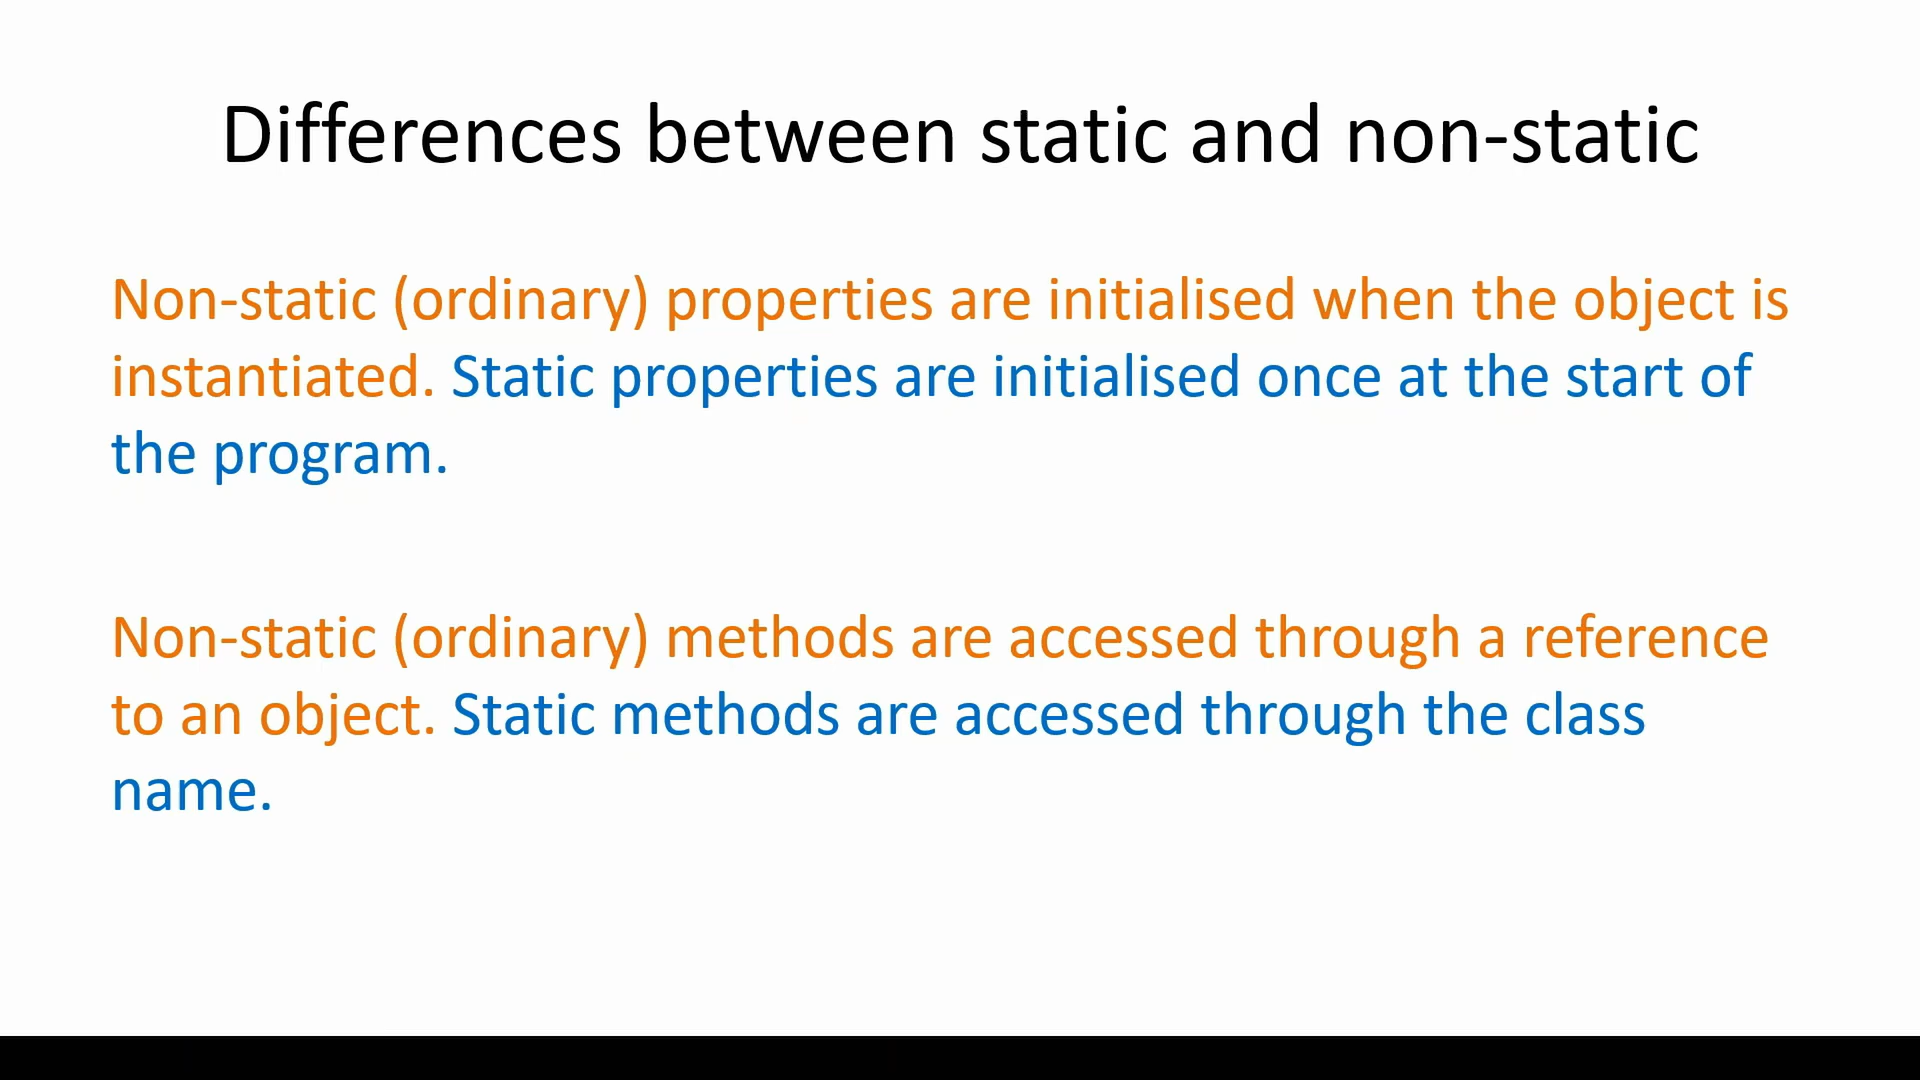 Differences between static and non-static
Non-static (ordinary) properties are initialised when the object is
instantiated. Static properties are initialised once at the start of
the program.
Non-static (ordinary) methods are accessed through a reference
to an object. Static methods are accessed through the class
name.